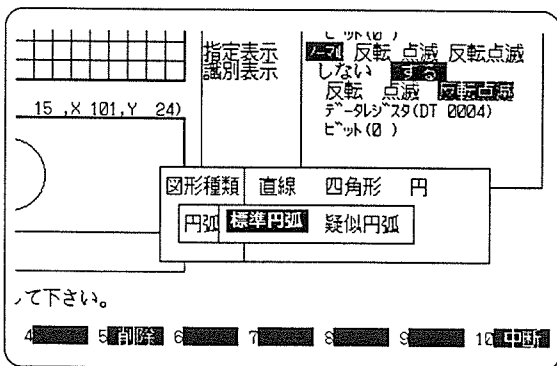 ビット(0 )
指定表示 ノーマル 反転 点滅 反転点滅
識別表示 しない する
反転 点滅 反転点滅
データレジスタ(DT 0004)
ビット(0 )
15 ,X 101,Y 24)
図形種類 直線 四角形 円
円弧 標準円弧 疑似円弧
して下さい。
4 5 削除 6 7 8 9 10 中断